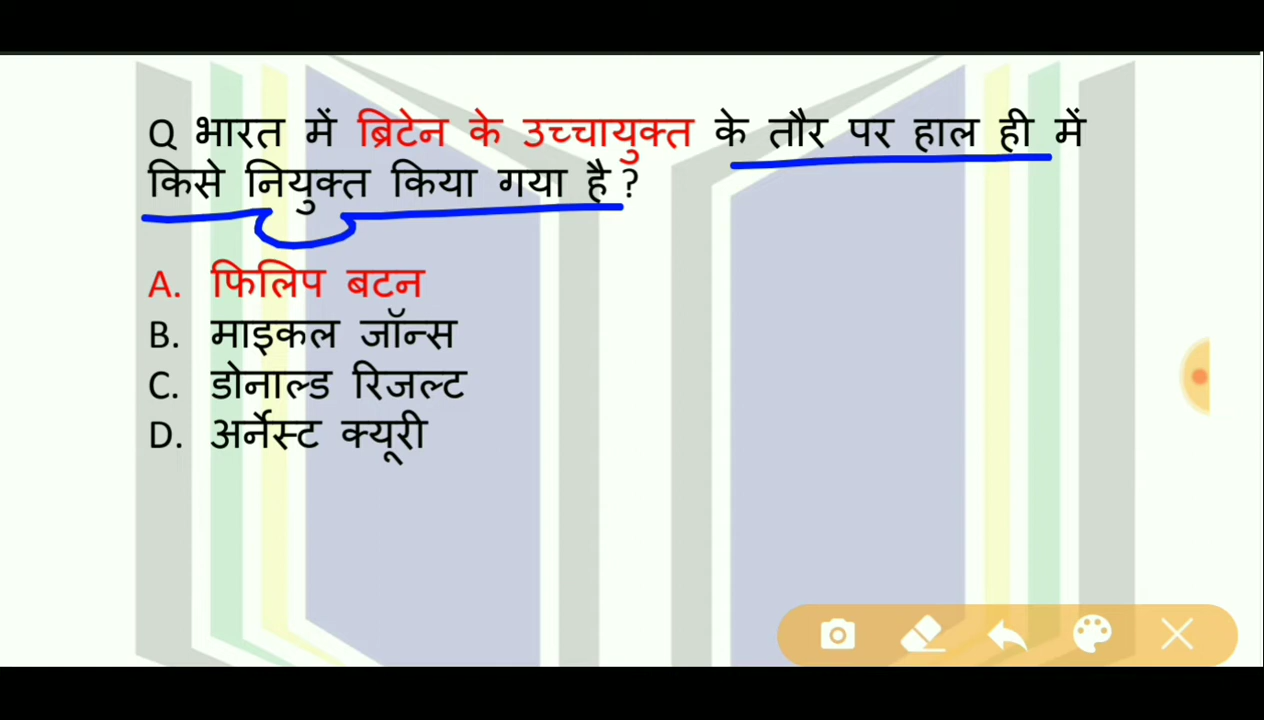 Q भारत में ब्रिटेन के उच्चायुक्त के तौर पर हाल ही में
किसे नियुक्त किया गया है ?
A. फिलिप बटन
B. माइकल जॉन्स
C. डोनाल्ड रिजल्ट
D. अर्नेस्ट क्यूरी